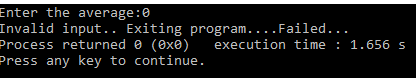 Enter the average:0
Invalid input.. Exiting program....Failed...
Process returned 0 (0x0)   execution time : 1.656 s
Press any key to continue.